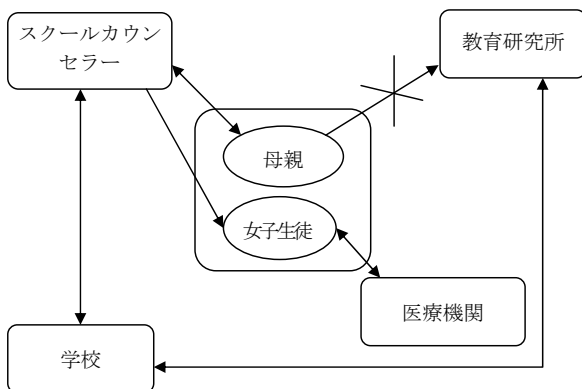 スクールカウン
セラー
教育研究所
母親
女子生徒
医療機関
学校